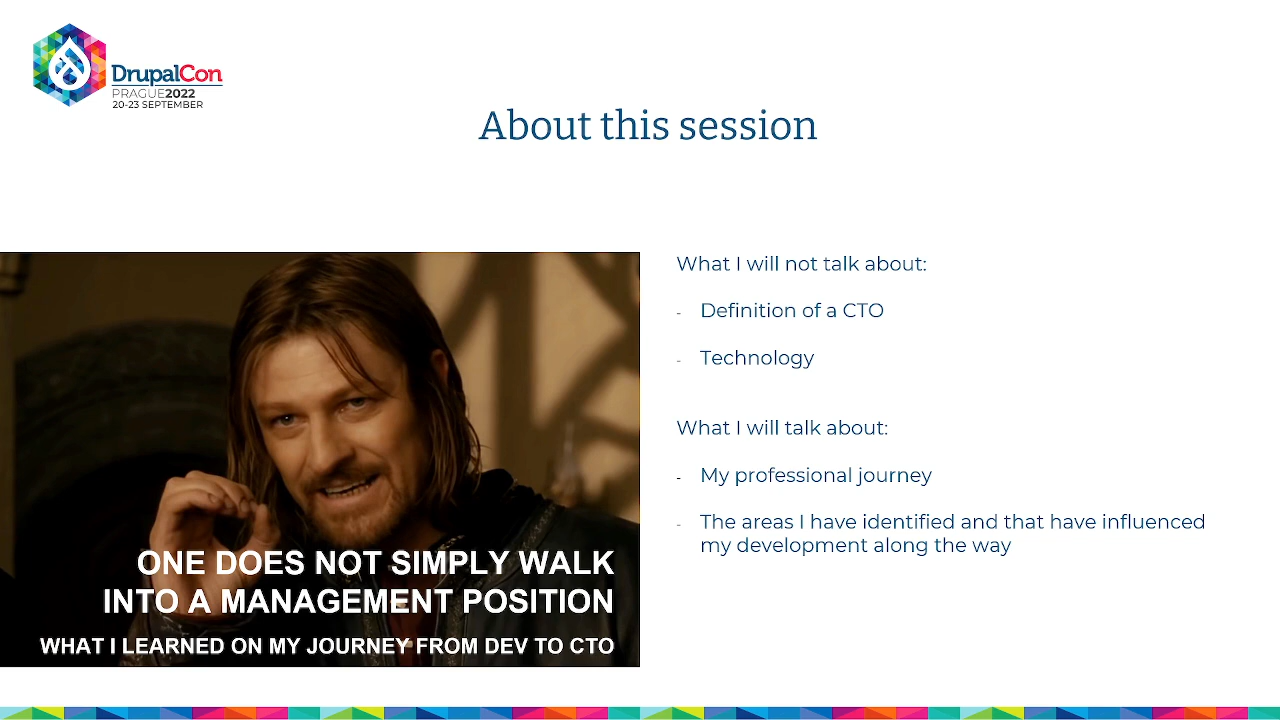 DrupalCon
PRAGUE2022
20-23 SEPTEMBER
About this session
ONE DOES NOT SIMPLY WALK
INTO A MANAGEMENT POSITION
WHAT I LEARNED ON MY JOURNEY FROM DEV TO CTO
What I will not talk about:
- Definition of a CTO
- Technology
What I will talk about:
- My professional journey
- The areas I have identified and that have influenced
my development along the way